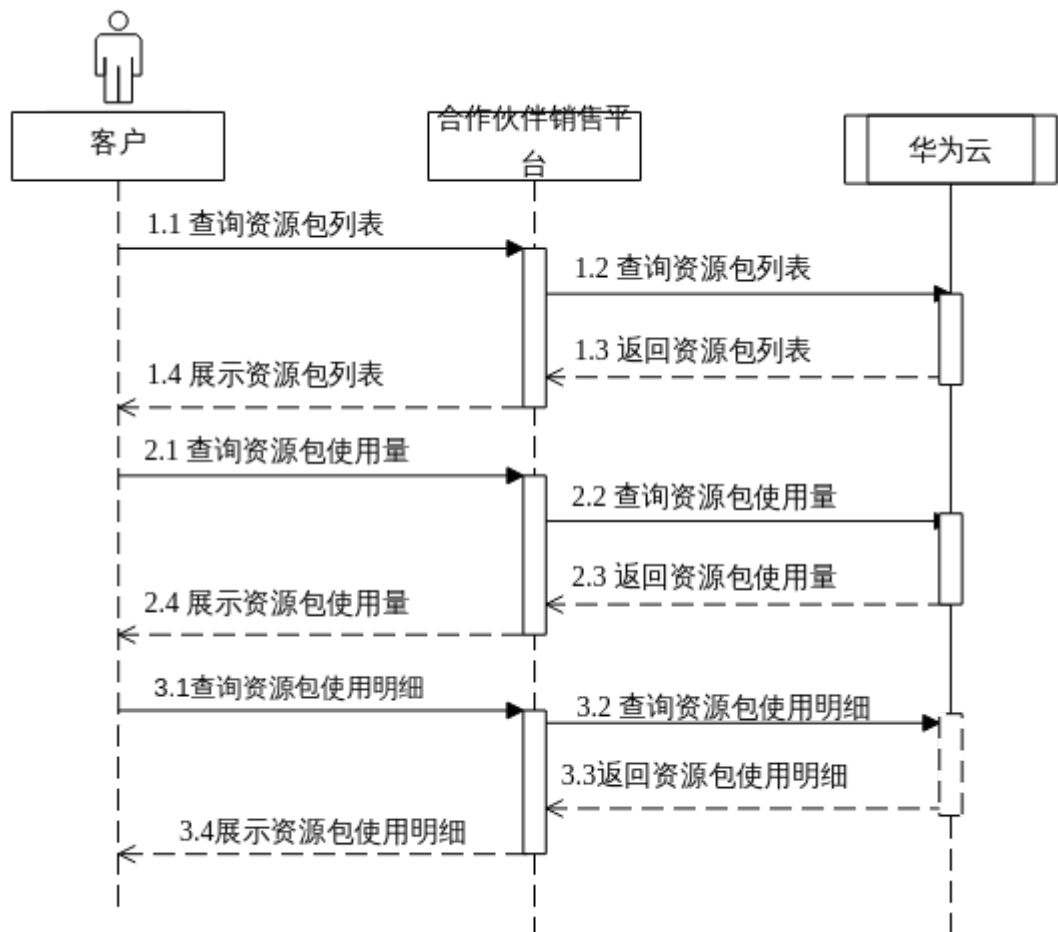 客户
合作伙伴销售平
台
华为云
1.1 查询资源包列表
1.2 查询资源包列表
1.3 返回资源包列表
1.4 展示资源包列表
2.1 查询资源包使用量
2.2 查询资源包使用量
2.3 返回资源包使用量
2.4 展示资源包使用量
3.1查询资源包使用明细
3.2 查询资源包使用明细
3.3返回资源包使用明细
3.4展示资源包使用明细